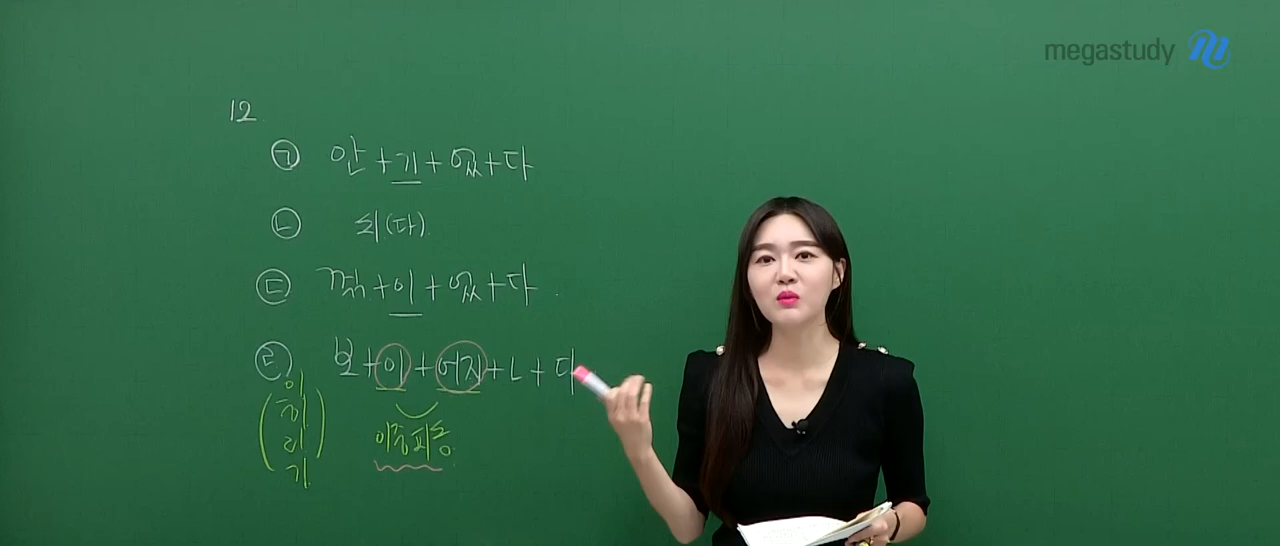 megastudy
12
㉠ 안+기+었+다
㉡ 쇠(다).
㉢ 꺾+이+었+다.
㉣ 보+이+어지+ㄴ+다
(이 히 리 기)
이중피동